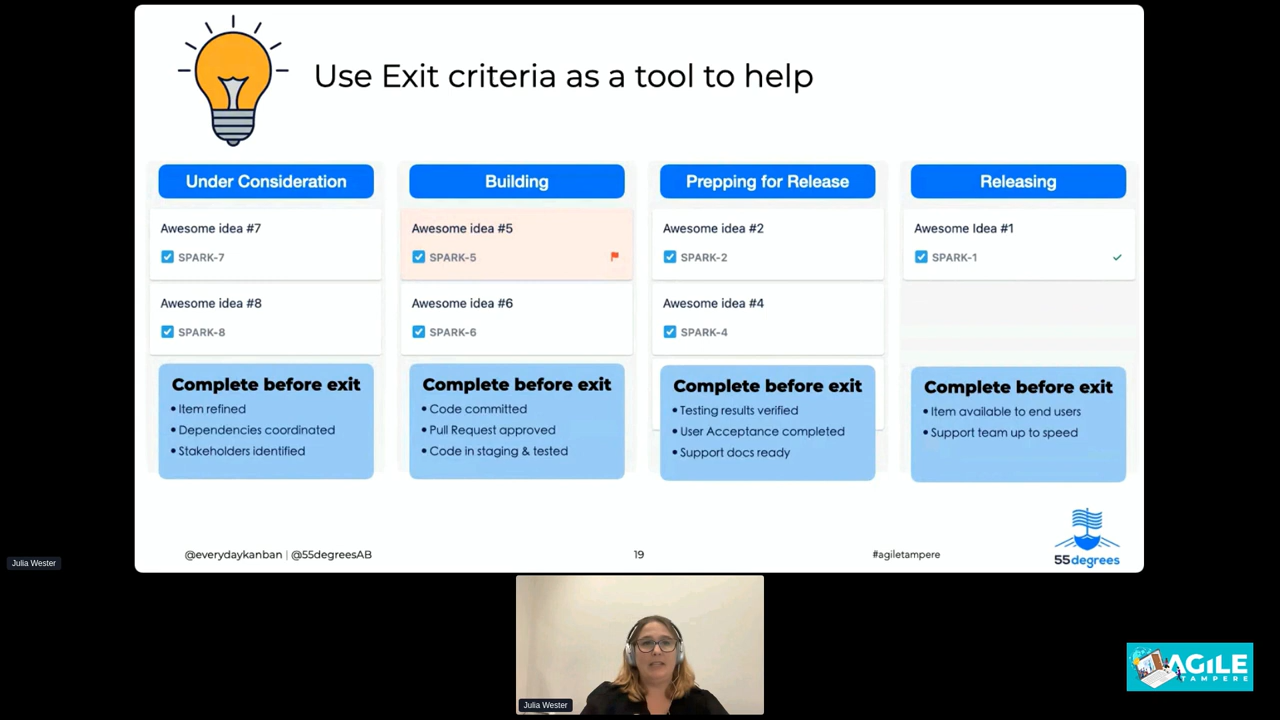 Use Exit criteria as a tool to help
Under Consideration
Awesome idea #7
SPARK-7
Awesome idea #8
SPARK-8
Complete before exit
• Item refined
• Dependencies coordinated
• Stakeholders identified
Building
Awesome idea #5
SPARK-5
Awesome idea #6
SPARK-6
Complete before exit
• Code committed
• Pull Request approved
• Code in staging & tested
Prepping for Release
Awesome idea #2
SPARK-2
Awesome idea #4
SPARK-4
Complete before exit
• Testing results verified
• User Acceptance completed
• Support docs ready
Releasing
Awesome Idea #1
SPARK-1
Complete before exit
• Item available to end users
• Support team up to speed
@everydaykanban | @55degreesAB
19
#agiletampere
55degrees
Julia Wester
Julia Wester
AGILE
TAMPERE